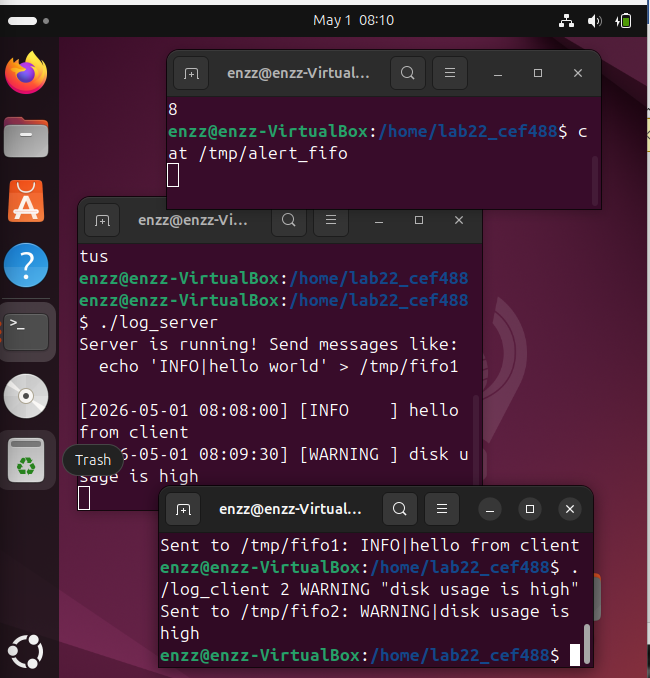 May 1 08:10
enzz@enzz-Virtual...
8
enzz@enzz-VirtualBox:/home/lab22_cef488$ c
at /tmp/alert_fifo
enzz@enzz-Vi...
tus
enzz@enzz-VirtualBox:/home/lab22_cef488
enzz@enzz-VirtualBox:/home/lab22_cef488
$ ./log_server
Server is running! Send messages like:
echo 'INFO|hello world' > /tmp/fifo1
[2026-05-01 08:08:00] [INFO    ] hello
from client
6-05-01 08:09:30] [WARNING ] disk u
sage is high
Trash
enzz@enzz-Virtual...
Sent to /tmp/fifo1: INFO|hello from client
enzz@enzz-VirtualBox:/home/lab22_cef488$ .
/log_client 2 WARNING "disk usage is high"
Sent to /tmp/fifo2: WARNING|disk usage is
high
enzz@enzz-VirtualBox:/home/lab22_cef488$